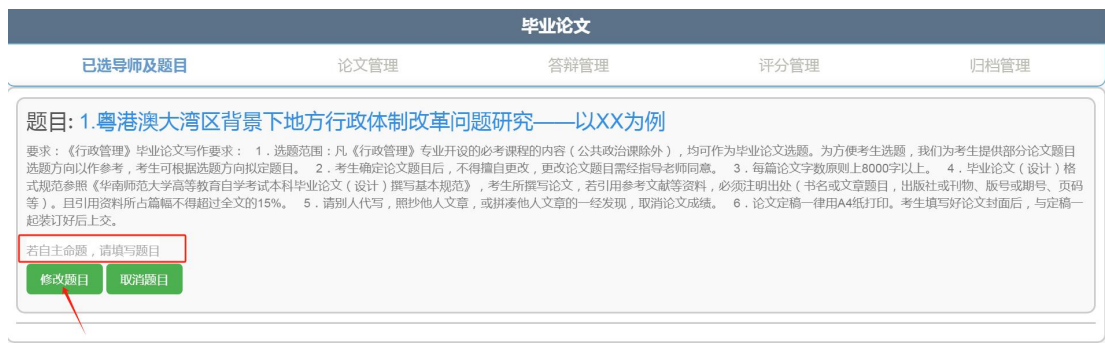 毕业论文
已选导师及题目 论文管理 答辩管理 评分管理 归档管理
题目: 1.粤港澳大湾区背景下地方行政体制改革问题研究——以XX为例
要求：《行政管理》毕业论文写作要求： 1．选题范围：凡《行政管理》专业开设的必考课程的内容（公共政治课除外），均可作为毕业论文选题。为方便考生选题，我们为考生提供部分论文题目
选题方向以作参考，考生可根据选题方向拟定题目。 2．考生确定论文题目后，不得擅自更改，更改论文题目需经指导老师同意。 3．每篇论文字数原则上8000字以上。 4．毕业论文（设计）格
式规范参照《华南师范大学高等教育自学考试本科毕业论文（设计）撰写基本规范》，考生所撰写论文，若引用参考文献等资料，必须注明出处（书名或文章题目，出版社或刊物、版号或期号、页码
等）。且引用资料所占篇幅不得超过全文的15%。 5．请别人代写，照抄他人文章，或拼凑他人文章的一经发现，取消论文成绩。 6．论文定稿一律用A4纸打印。考生填写好论文封面后，与定稿一
起装订好后上交。
若自主命题，请填写题目
修改题目 取消题目